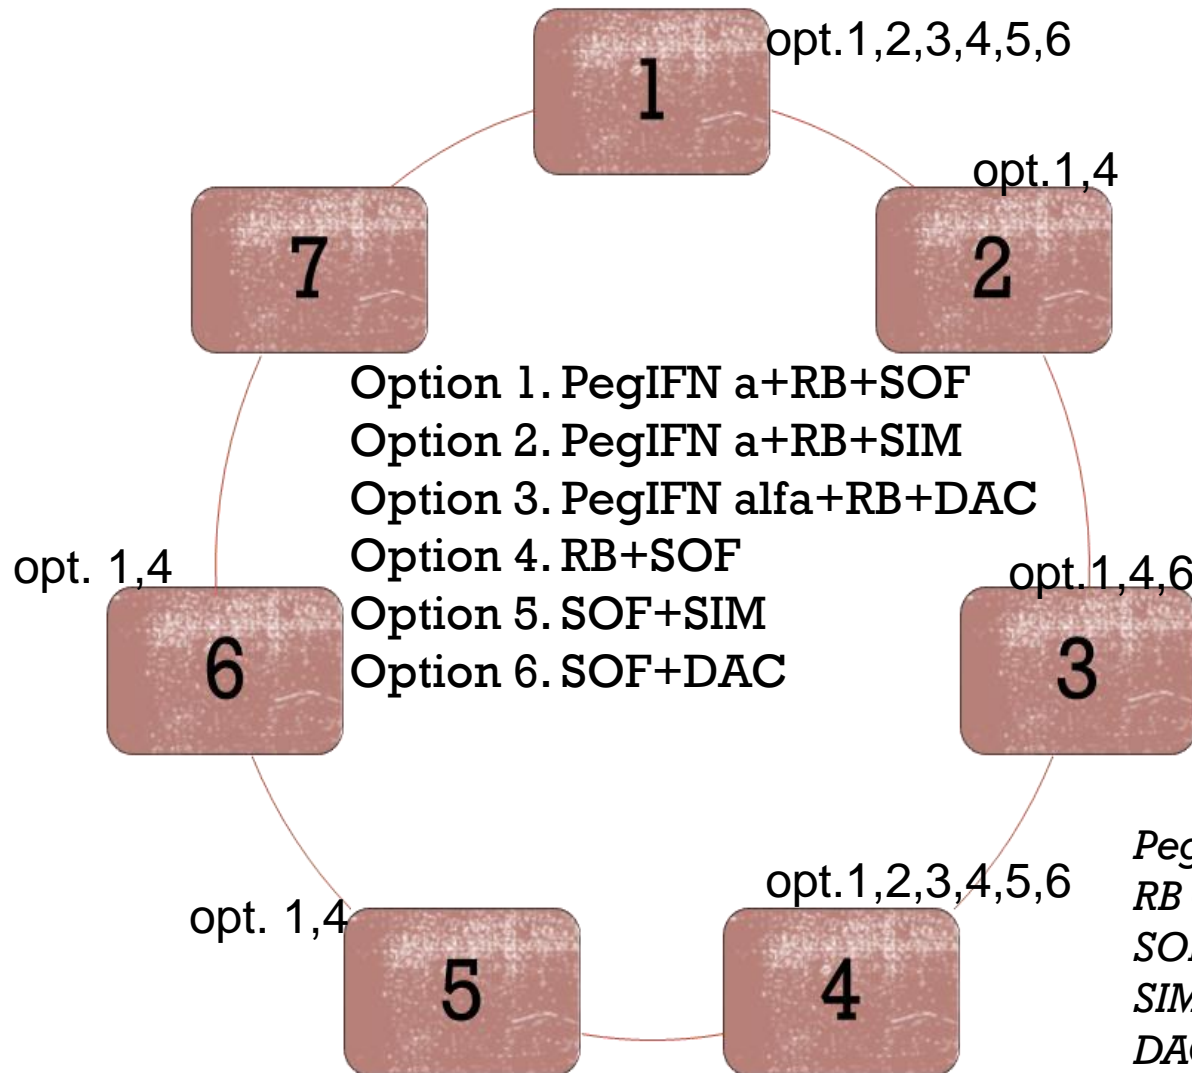 1
opt.1,2,3,4,5,6
opt.1,4
7
2
Option 1. PegIFN a+RB+SOF
Option 2. PegIFN a+RB+SIM
Option 3. PegIFN alfa+RB+DAC
Option 4. RB+SOF
Option 5. SOF+SIM
Option 6. SOF+DAC
opt. 1,4
opt.1,4,6
6
3
opt.1,2,3,4,5,6
opt. 1,4
5
4
Peg
RB
SO
SIM
DAC